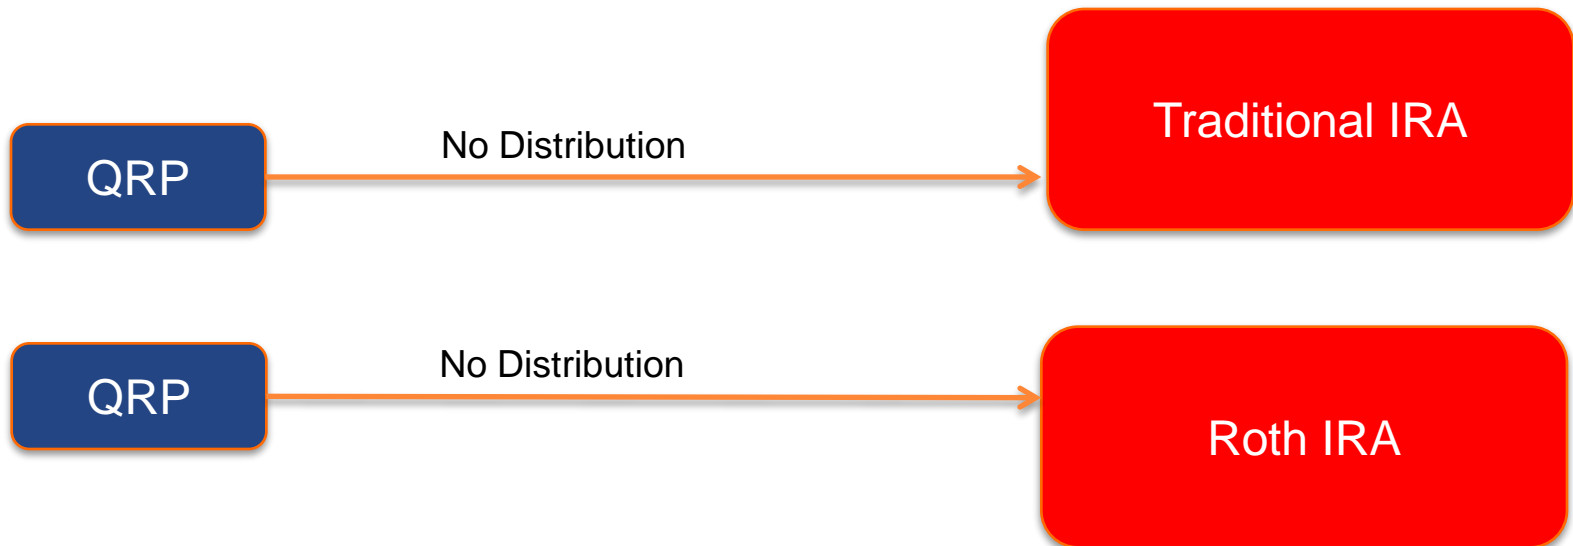 QRP
No Distribution
Traditional IRA
QRP
No Distribution
Roth IRA